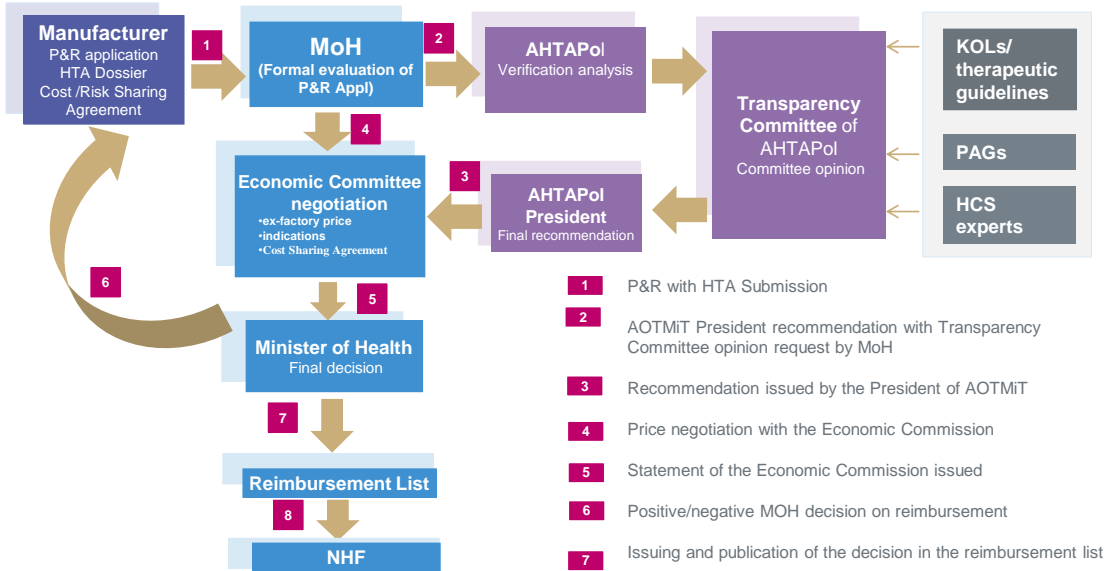 Manufacturer
P&R application
HTA Dossier
Cost /Risk Sharing
Agreement
1
MoH
(Formal evaluation of
P&R Appl)
2
AHTAPol
Verification analysis
Transparency
Committee of
AHTAPol
Committee opinion
KOLs/
therapeutic
guidelines
PAGs
HCS
experts
4
Economic Committee
negotiation
•ex-factory price
•indications
•Cost Sharing Agreement
3
AHTAPol
President
Final recommendation
6
5
Minister of Health
Final decision
7
Reimbursement List
8
NHF
1 P&R with HTA Submission
2 AOTMiT President recommendation with Transparency
Committee opinion request by MoH
3 Recommendation issued by the President of AOTMiT
4 Price negotiation with the Economic Commission
5 Statement of the Economic Commission issued
6 Positive/negative MOH decision on reimbursement
7 Issuing and publication of the decision in the reimbursement list